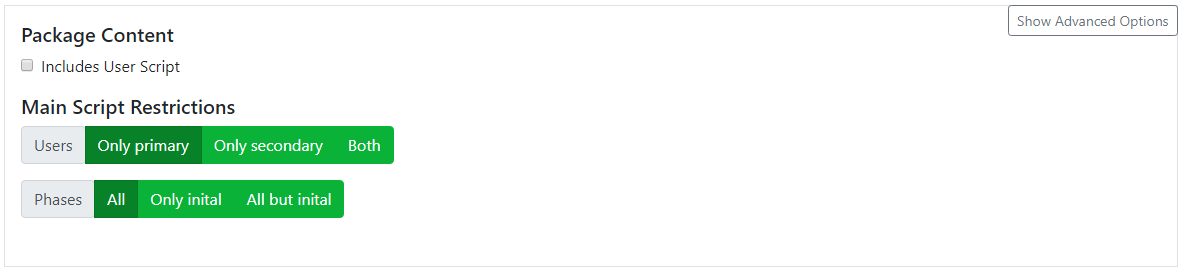 Show Advanced Options
Package Content
Includes User Script
Main Script Restrictions
Users Only primary Only secondary Both
Phases All Only inital All but inital